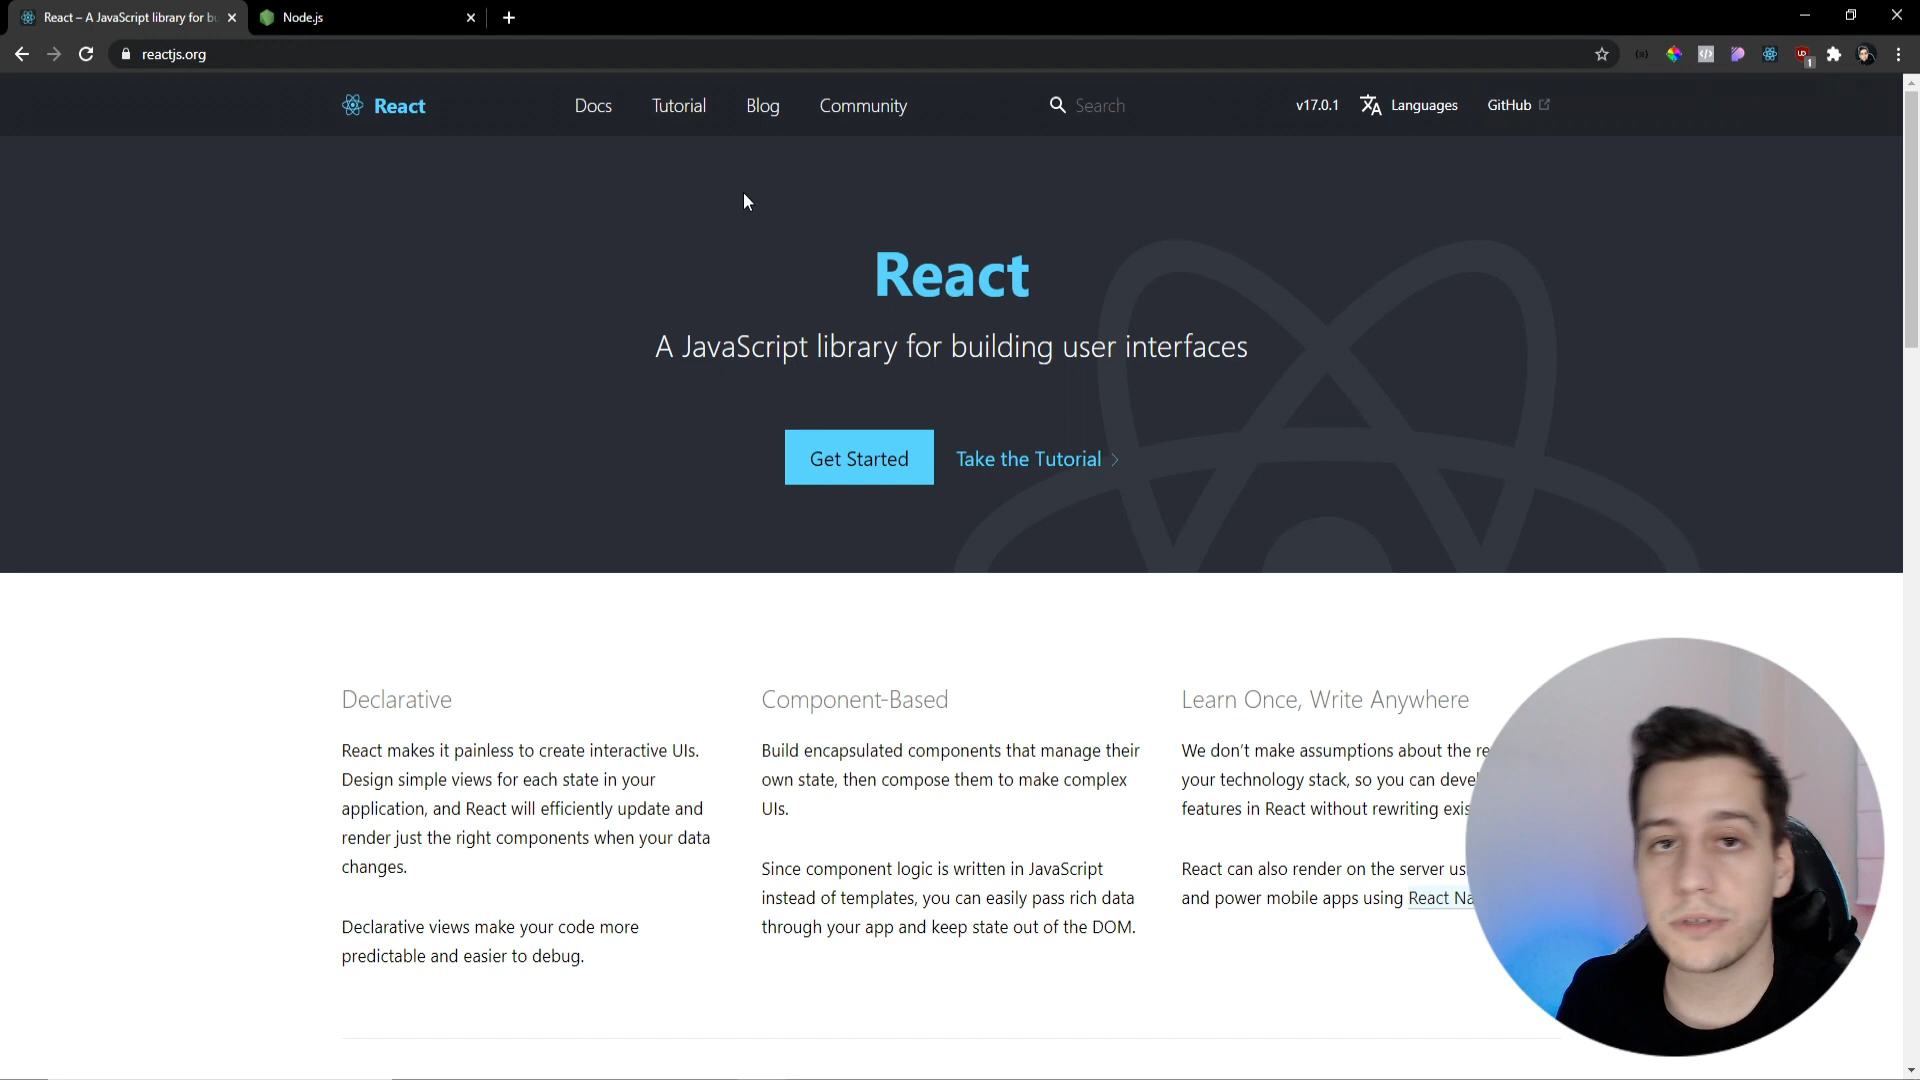 React – A JavaScript library for bu
Node.js
reactjs.org
React
Docs
Tutorial
Blog
Community
Search
v17.0.1
Languages
GitHub
React
A JavaScript library for building user interfaces
Get Started
Take the Tutorial
Declarative
React makes it painless to create interactive UIs.
Design simple views for each state in your
application, and React will efficiently update and
render just the right components when your data
changes.
Declarative views make your code more
predictable and easier to debug.
Component-Based
Build encapsulated components that manage their
own state, then compose them to make complex
UIs.
Since component logic is written in JavaScript
instead of templates, you can easily pass rich data
through your app and keep state out of the DOM.
Learn Once, Write Anywhere
We don't make assumptions about the re
your technology stack, so you can devel
features in React without rewriting exis
React can also render on the server us
and power mobile apps using React Na